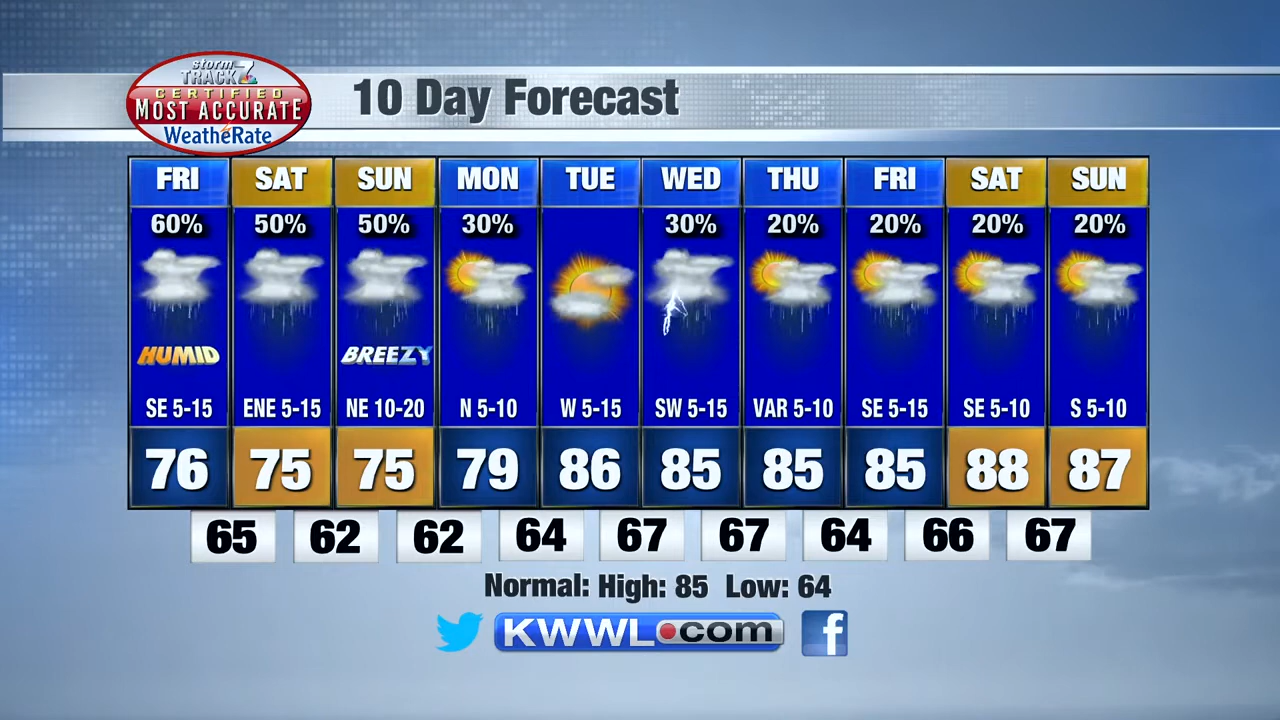 storm
TRACK 7
CERTIFIED
MOST ACCURATE
WeatheRate
10 Day Forecast
FRI SAT SUN MON TUE WED THU FRI SAT SUN
60% 50% 50% 30% 30% 20% 20% 20% 20%
HUMID BREEZY
SE 5-15 ENE 5-15 NE 10-20 N 5-10 W 5-15 SW 5-15 VAR 5-10 SE 5-15 SE 5-10 S 5-10
76 75 75 79 86 85 85 85 88 87
65 62 62 64 67 67 64 66 67
Normal: High: 85 Low: 64
KWWL.com f